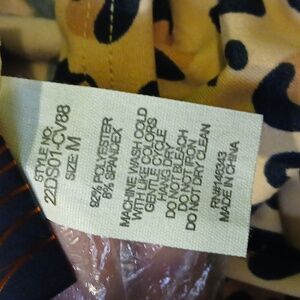 STYLE NO:
22DS01-CV88
SIZE: M
92% POLYESTER
8% SPANDEX
MACHINE WASH COLD
WITH LIKE COLORS
GENTLE CYCLE
HANG DRY
DO NOT BLEACH
DO NOT IRON
DO NOT DRY CLEAN
RN#146343
MADE IN CHINA